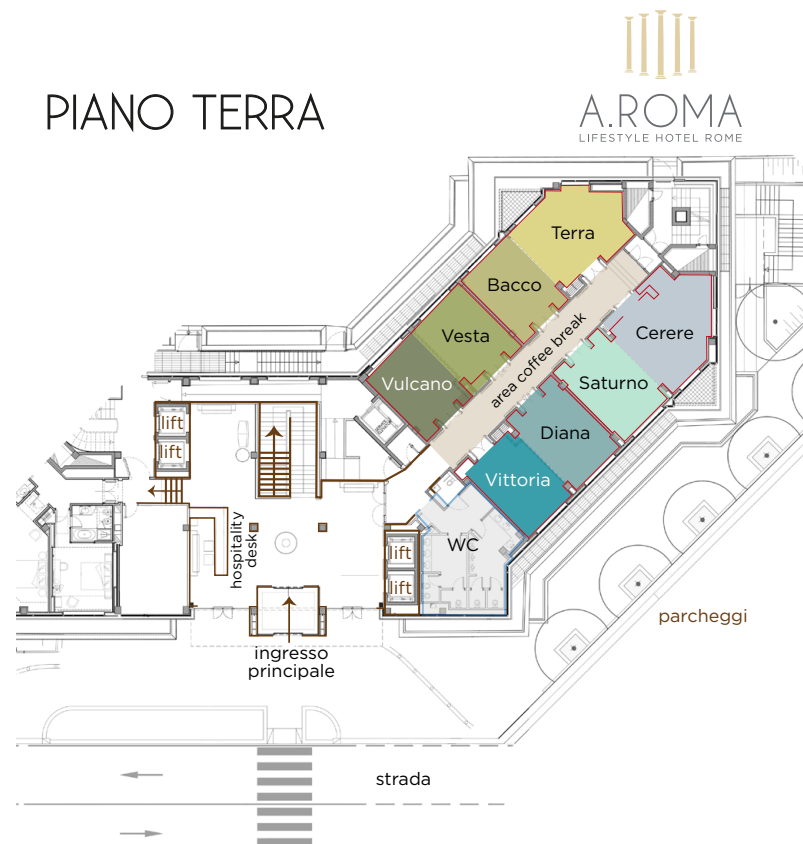 PIANO TERRA
A.ROMA
LIFESTYLE HOTEL ROME
Terra
Bacco
Vesta
Vulcano
area coffee break
Cerere
Saturno
Diana
Vittoria
WC
lift
lift
lift
lift
hospitality
desk
ingresso
principale
parcheggi
strada